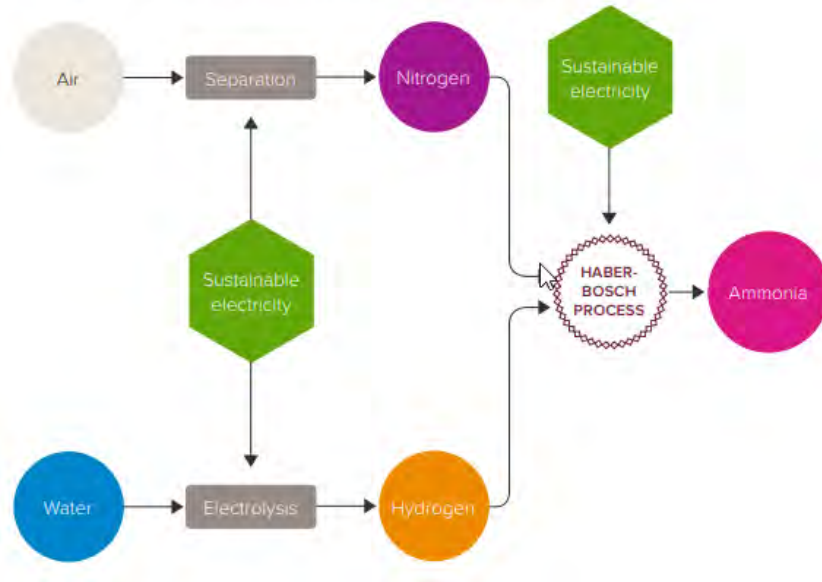 Air
Separation
Nitrogen
Sustainable
electricity
Sustainable
electricity
HABER-
BOSCH
PROCESS
Ammonia
Water
Electrolysis
Hydrogen